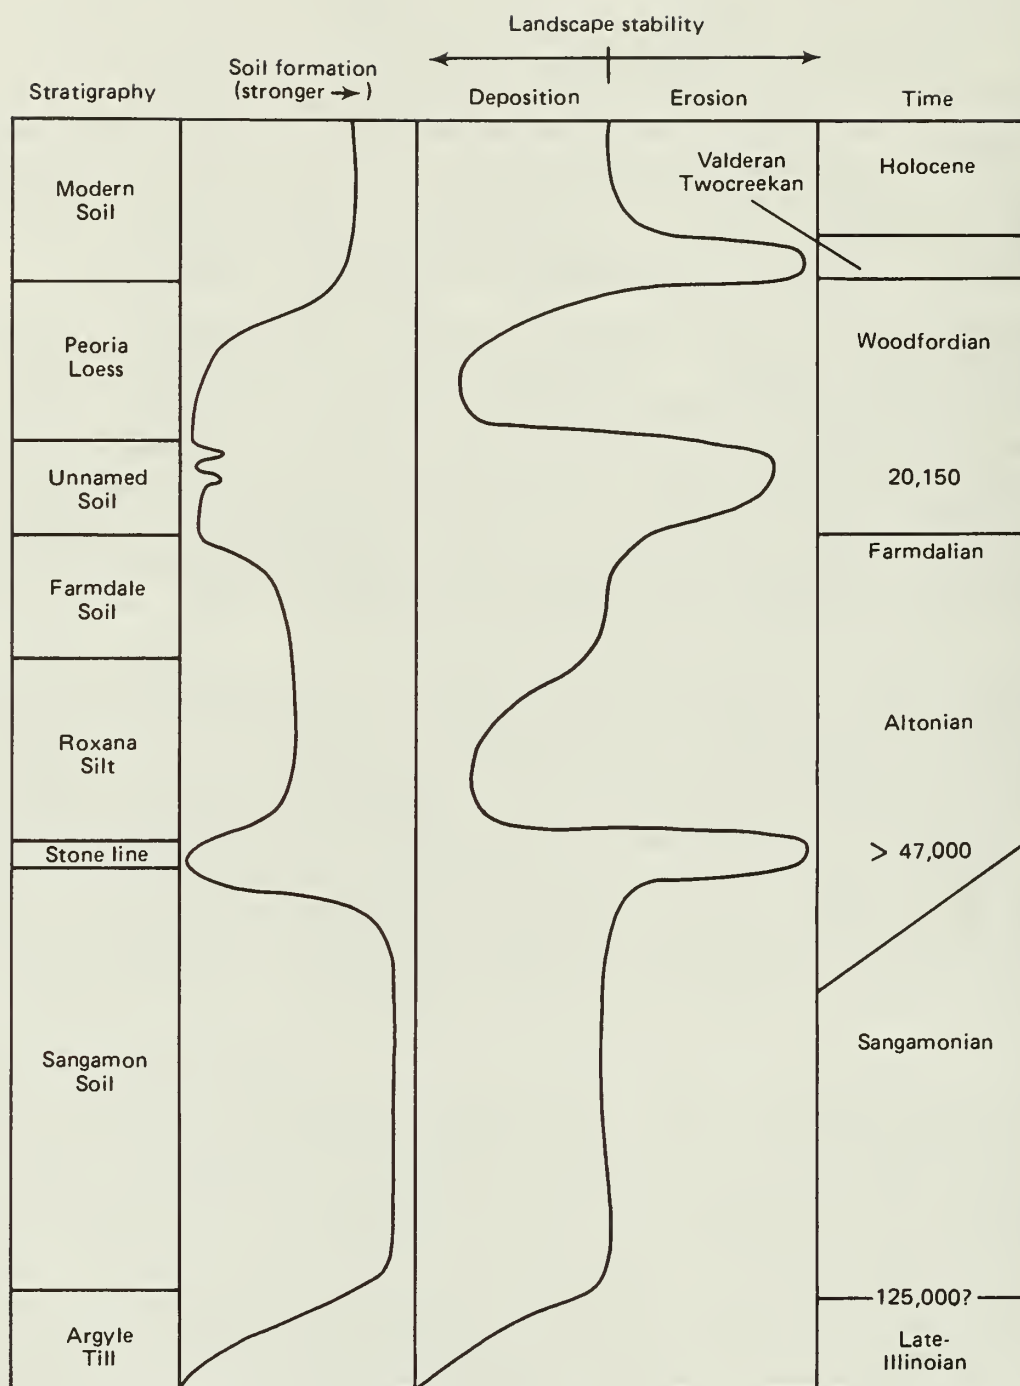 Landscape stability
Stratigraphy
Soil formation
(stronger → )
Deposition
Erosion
Time
Modern
Soil
Valderan
Twocreekan
Holocene
Peoria
Loess
Woodfordian
Unnamed
Soil
20,150
Farmdale
Soil
Farmdalian
Roxana
Silt
Altonian
Stone line
> 47,000
Sangamon
Soil
Sangamonian
125,000?
Argyle
Till
Late-
Illinoian